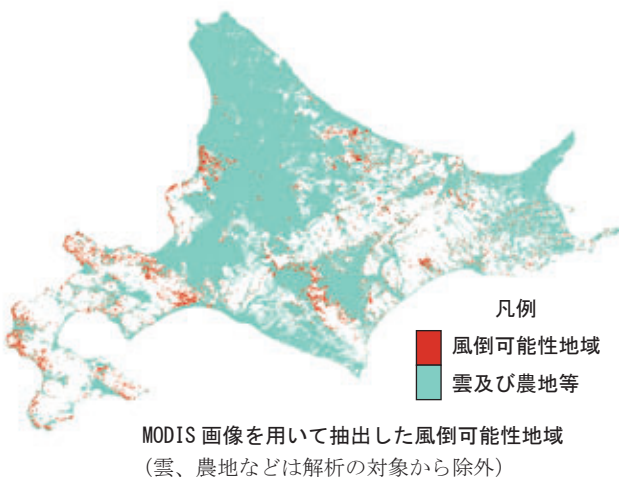 凡例
風倒可能性地域
雲及び農地等
MODIS 画像を用いて抽出した風倒可能性地域
（雲、農地などは解析の対象から除外）